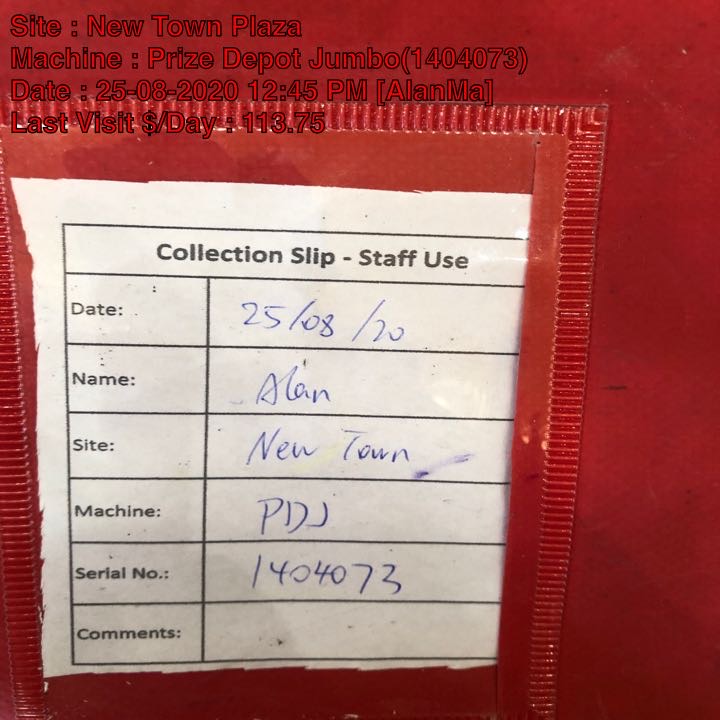 Site : New Town Plaza
Machine : Prize Depot Jumbo(1404073)
Date : 25-08-2020 12:45 PM [AlanMa]
Last Visit $/Day : 113.75
Collection Slip - Staff Use
Date: 25/08/20
Name: Alan
Site: New Town
Machine: PDJ
Serial No.: 1404073
Comments: